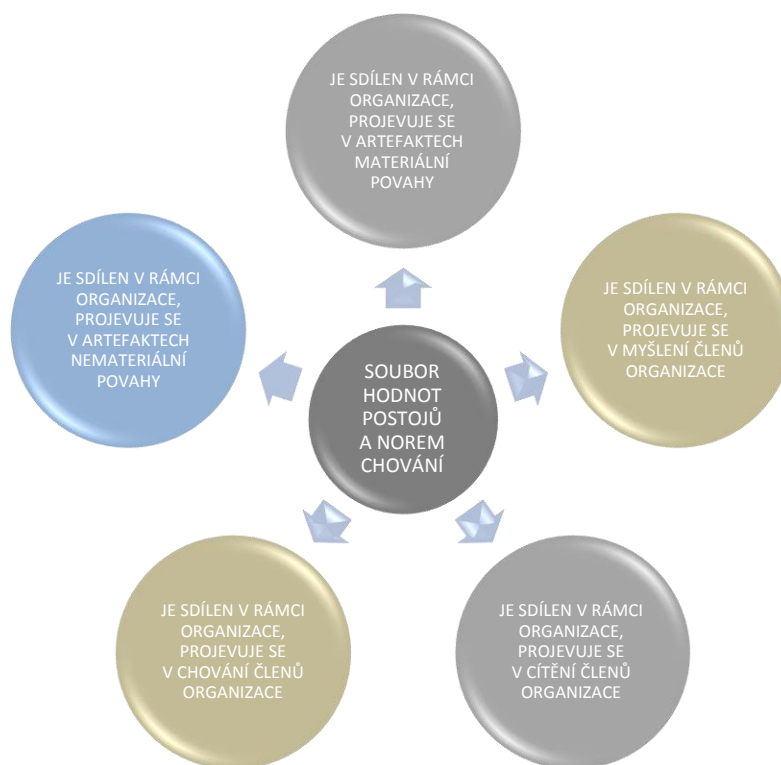 JE SDÍLEN V RÁMCI
ORGANIZACE,
PROJEVUJE SE
V ARTEFAKTECH
MATERIÁLNÍ
POVAHY
JE SDÍLEN V RÁMCI
ORGANIZACE,
PROJEVUJE SE
V MYŠLENÍ ČLENŮ
ORGANIZACE
JE SDÍLEN V RÁMCI
ORGANIZACE,
PROJEVUJE SE
V CÍTĚNÍ ČLENŮ
ORGANIZACE
JE SDÍLEN V RÁMCI
ORGANIZACE,
PROJEVUJE SE
V CHOVÁNÍ ČLENŮ
ORGANIZACE
JE SDÍLEN V RÁMCI
ORGANIZACE,
PROJEVUJE SE
V ARTEFAKTECH
NEMATERIÁLNÍ
POVAHY
SOUBOR
HODNOT
POSTOJŮ
A NOREM
CHOVÁNÍ